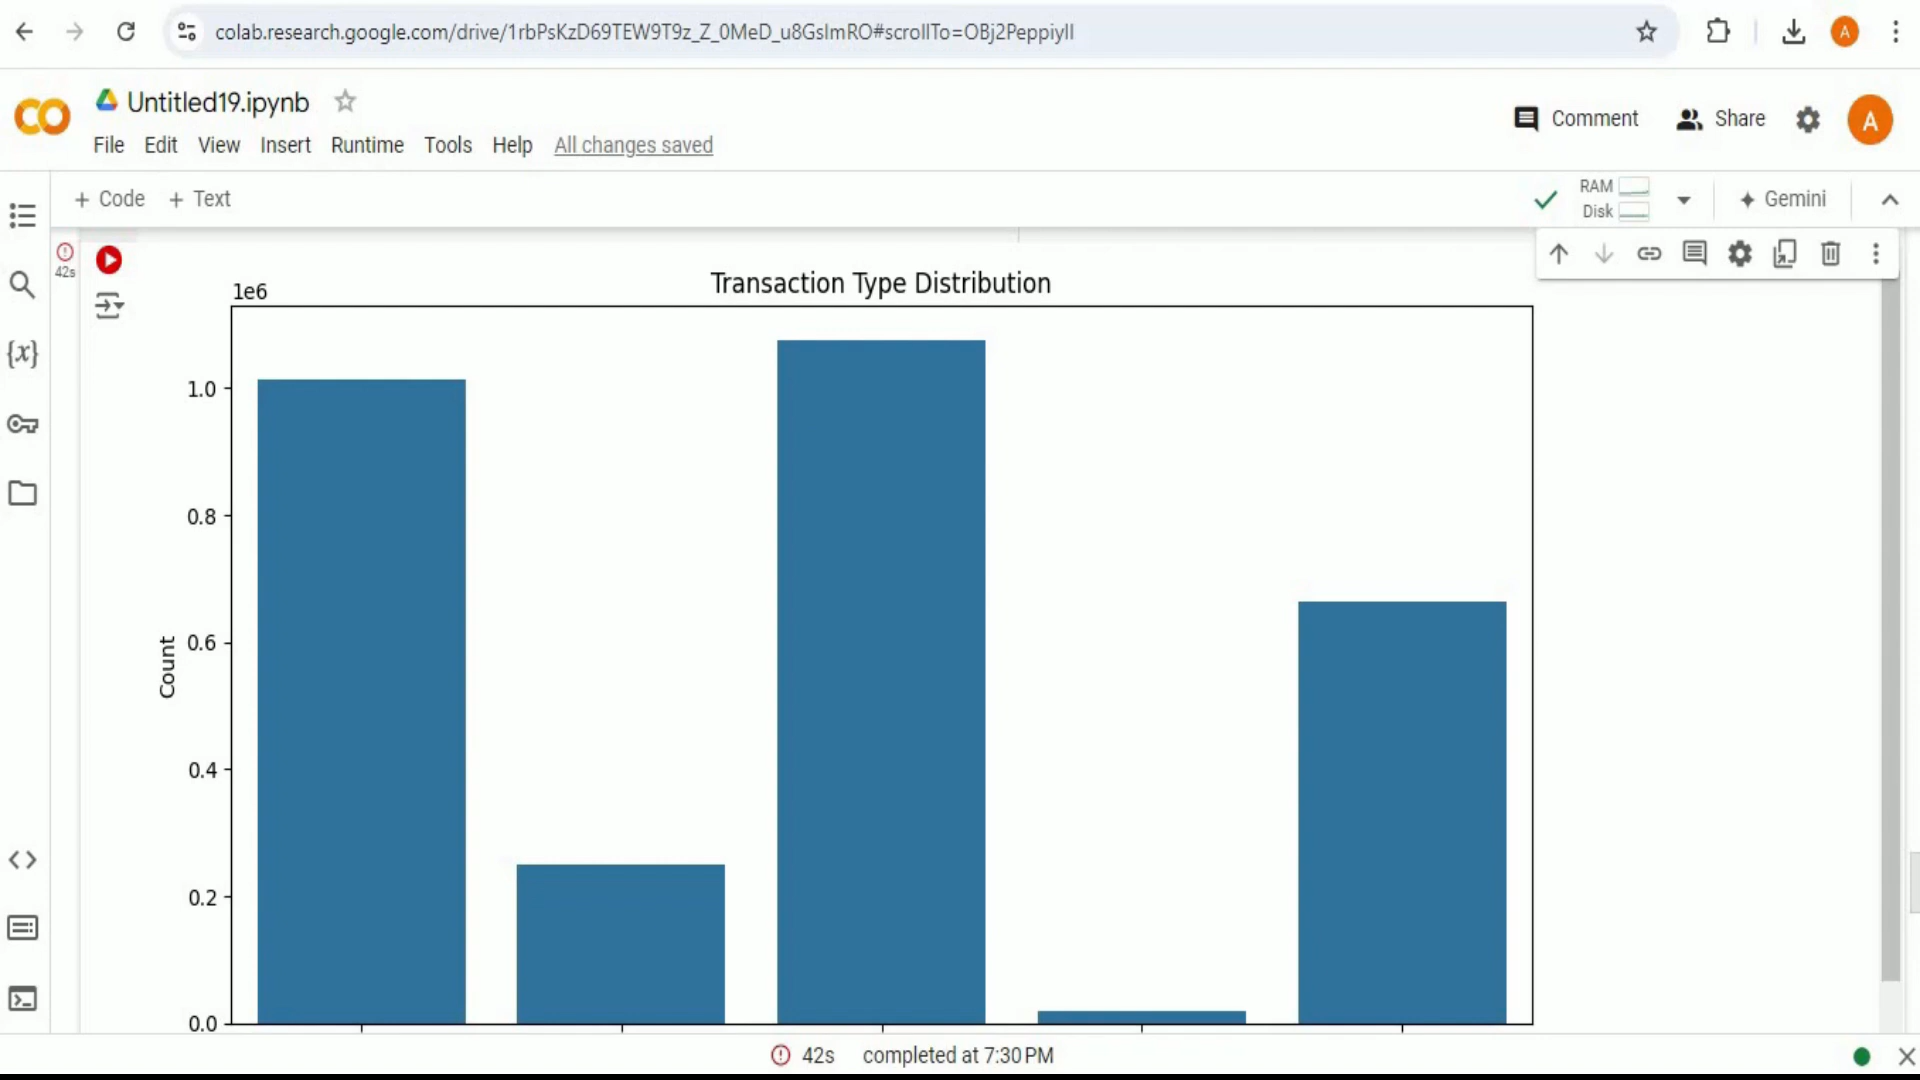 colab.research.google.com/drive/1rbPsKzD69TEW9T9z_Z_0MeD_u8GsImRO#scrollTo=OBj2PeppiyII
A
CO
Untitled19.ipynb
File Edit View Insert Runtime Tools Help All changes saved
Comment Share A
+ Code + Text
RAM
Disk
Gemini
42s
{x}
Transaction Type Distribution
1e6
1.0
0.8
0.6
0.4
0.2
0.0
Count
42s completed at 7:30 PM